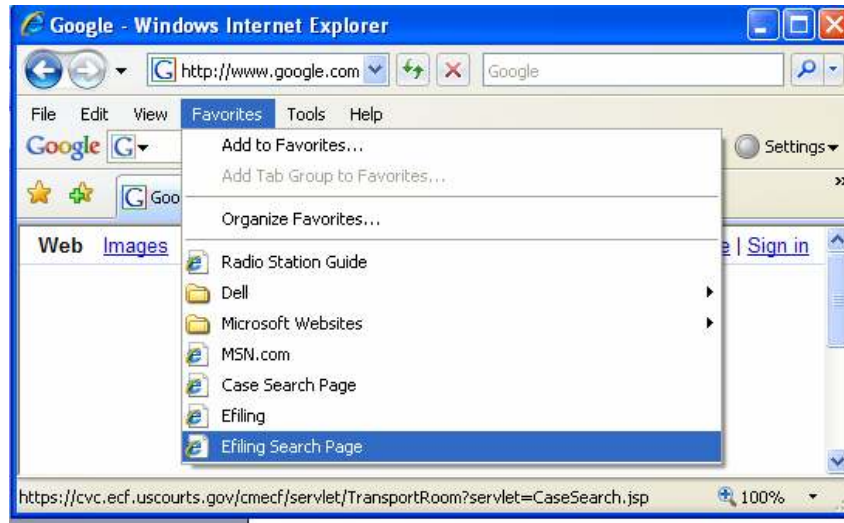 Google - Windows Internet Explorer
http://www.google.com Google
File Edit View Favorites Tools Help
Google G Settings
Add to Favorites...
Add Tab Group to Favorites...
G Goo
Organize Favorites...
Web Images e | Sign in
Radio Station Guide
Dell
Microsoft Websites
MSN.com
Case Search Page
Efiling
Efiling Search Page
https://cvc.ecf.uscourts.gov/cmecf/servlet/TransportRoom?servlet=CaseSearch.jsp 100%